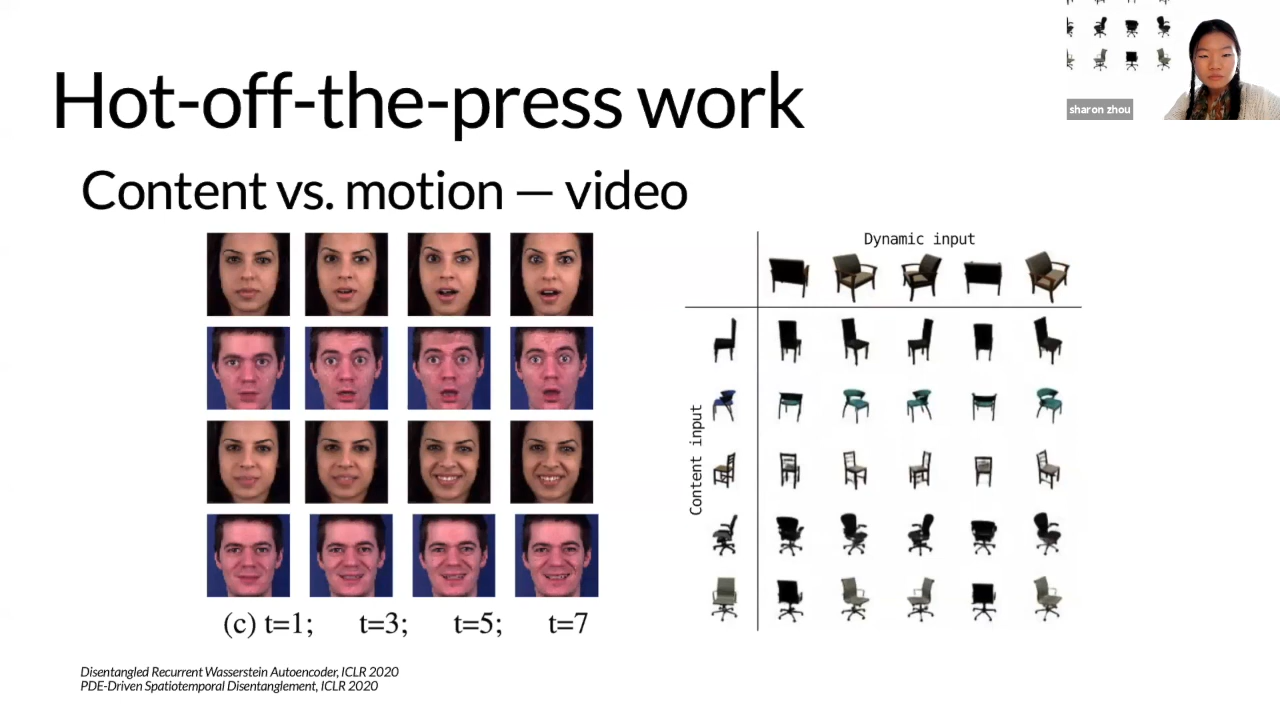 Hot-off-the-press work
sharon zhou
Content vs. motion — video
Dynamic input
Content input
(c) t=1; t=3; t=5; t=7
Disentangled Recurrent Wasserstein Autoencoder, ICLR 2020
PDE-Driven Spatiotemporal Disentanglement, ICLR 2020